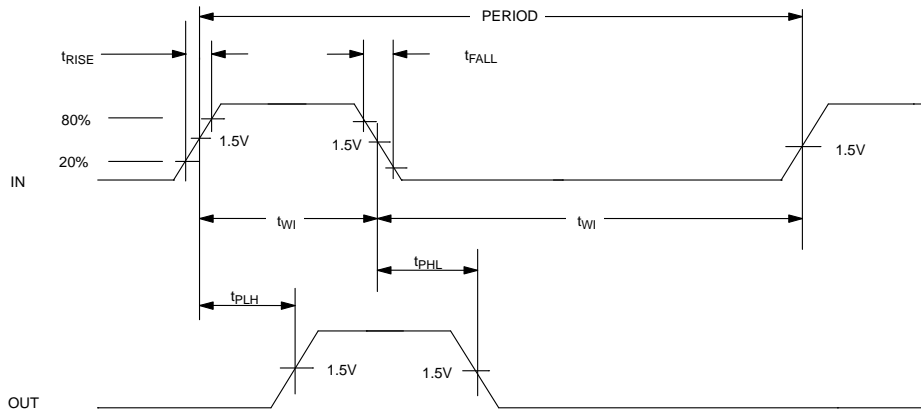 PERIOD
tRISE
tFALL
80%
1.5V
1.5V
1.5V
20%
IN
tWI
tWI
tPHL
tPLH
1.5V
1.5V
OUT